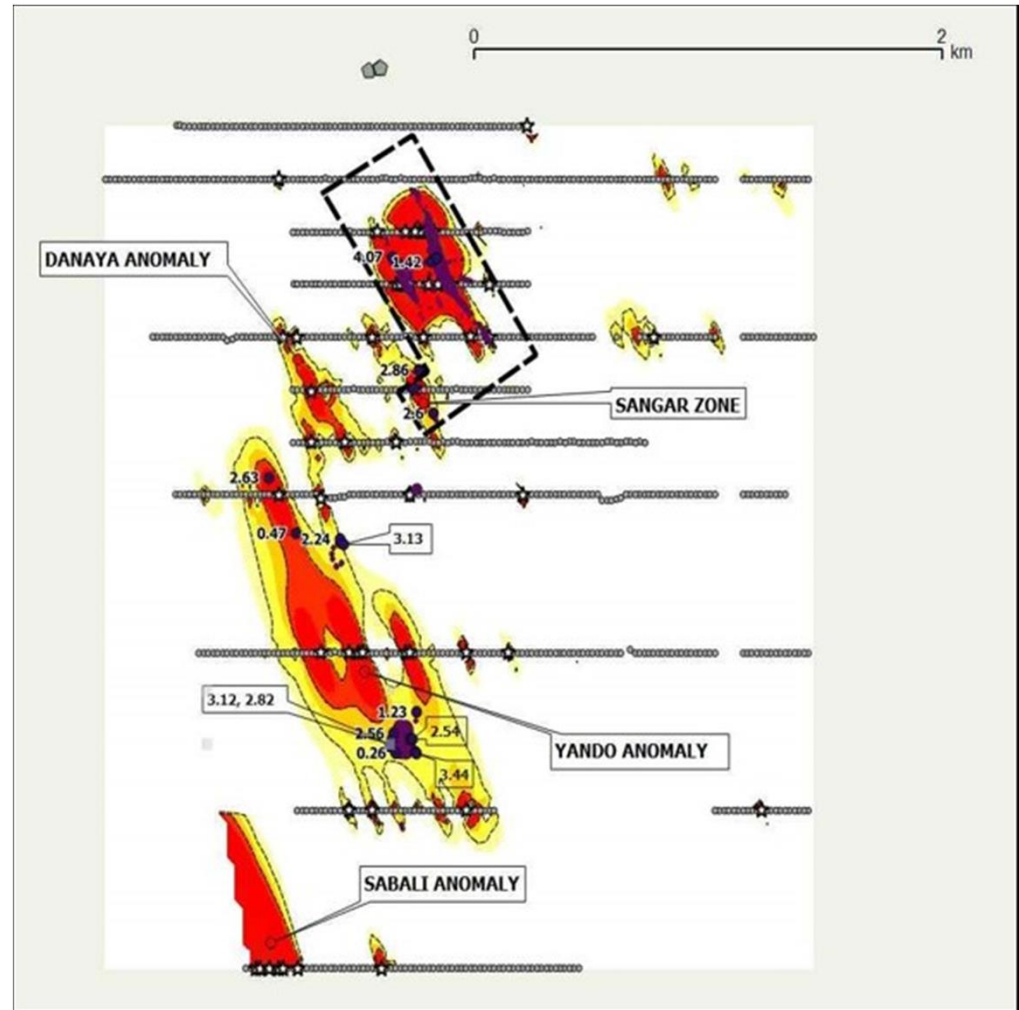 0 2
km
4.07 1.42
DANAYA ANOMALY
2.86
SANGAR ZONE
2.6
2.63
0.47 2.24 3.13
3.12, 2.82
1.23
2.56 2.54
0.26
YANDO ANOMALY
3.44
SABALI ANOMALY